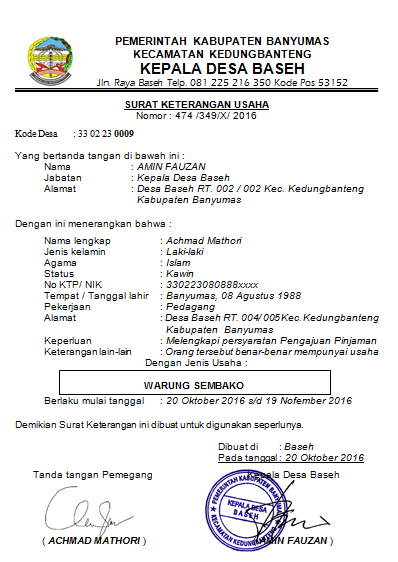 PEMERINTAH KABUPATEN BANYUMAS
KECAMATAN KEDUNGBANTENG
KEPALA DESA BASEH
Jln. Raya Baseh Telp. 081 225 216 350 Kode Pos 53152
SURAT KETERANGAN USAHA
Nomor : 474 /349/X/ 2016
Kode Desa : 33 02 23 0009
Yang bertanda tangan di bawah ini :
Nama : AMIN FAUZAN
Jabatan : Kepala Desa Baseh
Alamat : Desa Baseh RT. 002 / 002 Kec. Kedungbanteng
Kabupaten Banyumas
Dengan ini menerangkan bahwa :
Nama lengkap : Achmad Mathori
Jenis kelamin : Laki-laki
Agama : Islam
Status : Kawin
No KTP/ NIK : 330223080888xxxx
Tempat / Tanggal lahir : Banyumas, 08 Agustus 1988
Pekerjaan : Pedagang
Alamat : Desa Baseh RT. 004/ 005 Kec. Kedungbanteng
Kabupaten Banyumas
Keperluan : Melengkapi persyaratan Pengajuan Pinjaman
Keterangan lain-lain : Orang tersebut benar-benar mempunyai usaha
Dengan Jenis Usaha :
WARUNG SEMBAKO
Berlaku mulai tanggal : 20 Oktober 2016 s/d 19 Nofember 2016
Demikian Surat Keterangan ini dibuat untuk digunakan seperlunya.
Dibuat di : Baseh
Pada tanggal : 20 Oktober 2016
Tanda tangan Pemegang
Kepala Desa Baseh
PEMERINTAH KABUPATEN BANYUMAS
KEPALA DESA
BASEH
KECAMATAN KEDUNGBANTENG
( ACHMAD MATHORI )
( AMIN FAUZAN )